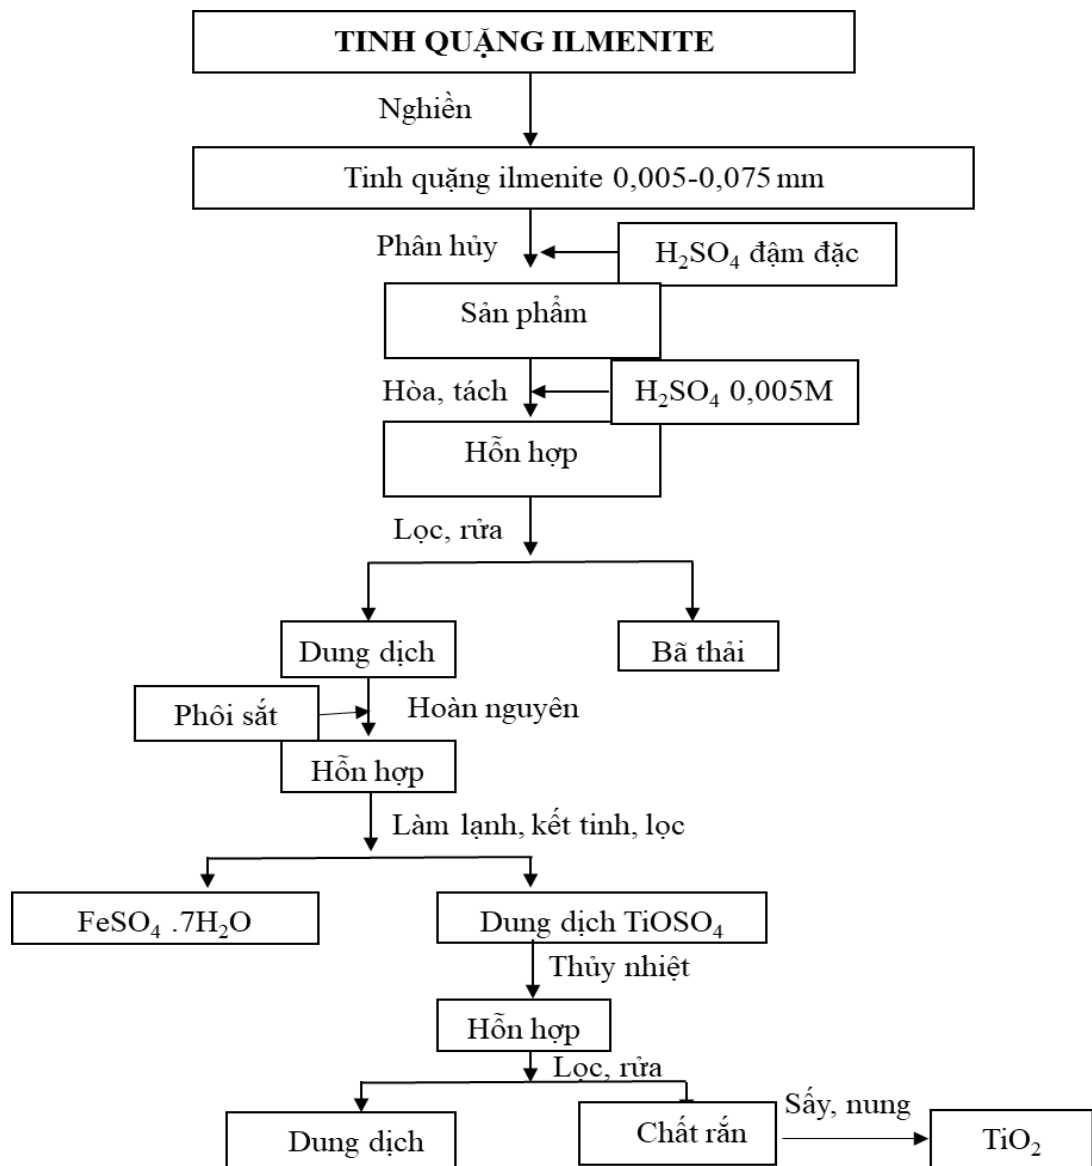 TINH QUẶNG ILMENITE
Nghiền
Tinh quặng ilmenite 0,005-0,075 mm
Phân hủy
H₂SO₄ đậm đặc
Sản phẩm
Hòa, tách
H₂SO₄ 0,005M
Hỗn hợp
Lọc, rửa
Dung dịch
Bã thải
Phôi sắt
Hoàn nguyên
Hỗn hợp
Làm lạnh, kết tinh, lọc
FeSO₄ .7H₂O
Dung dịch TiOSO₄
Thủy nhiệt
Hỗn hợp
Lọc, rửa
Dung dịch
Chất rắn
Sấy, nung
TiO₂